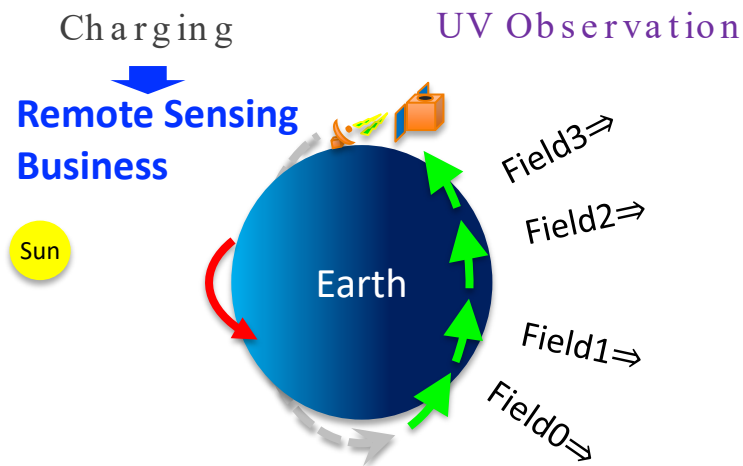 Charging
UV Observation
Remote Sensing
Business
Field3⇒
Field2⇒
Sun
Earth
Field1⇒
Field0⇒